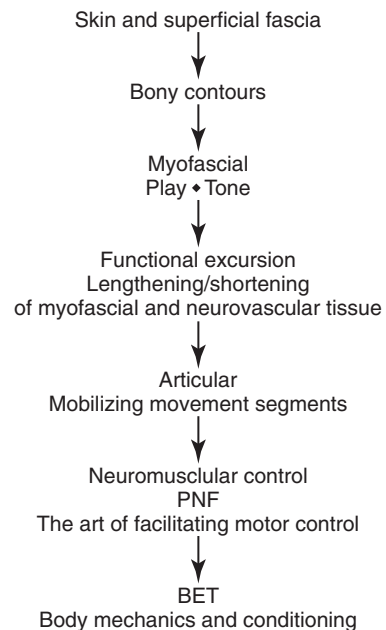 Skin and superficial fascia
Bony contours
Myofascial
Play ◆ Tone
Functional excursion
Lengthening/shortening
of myofascial and neurovascular tissue
Articular
Mobilizing movement segments
Neuromusclular control
PNF
The art of facilitating motor control
BET
Body mechanics and conditioning